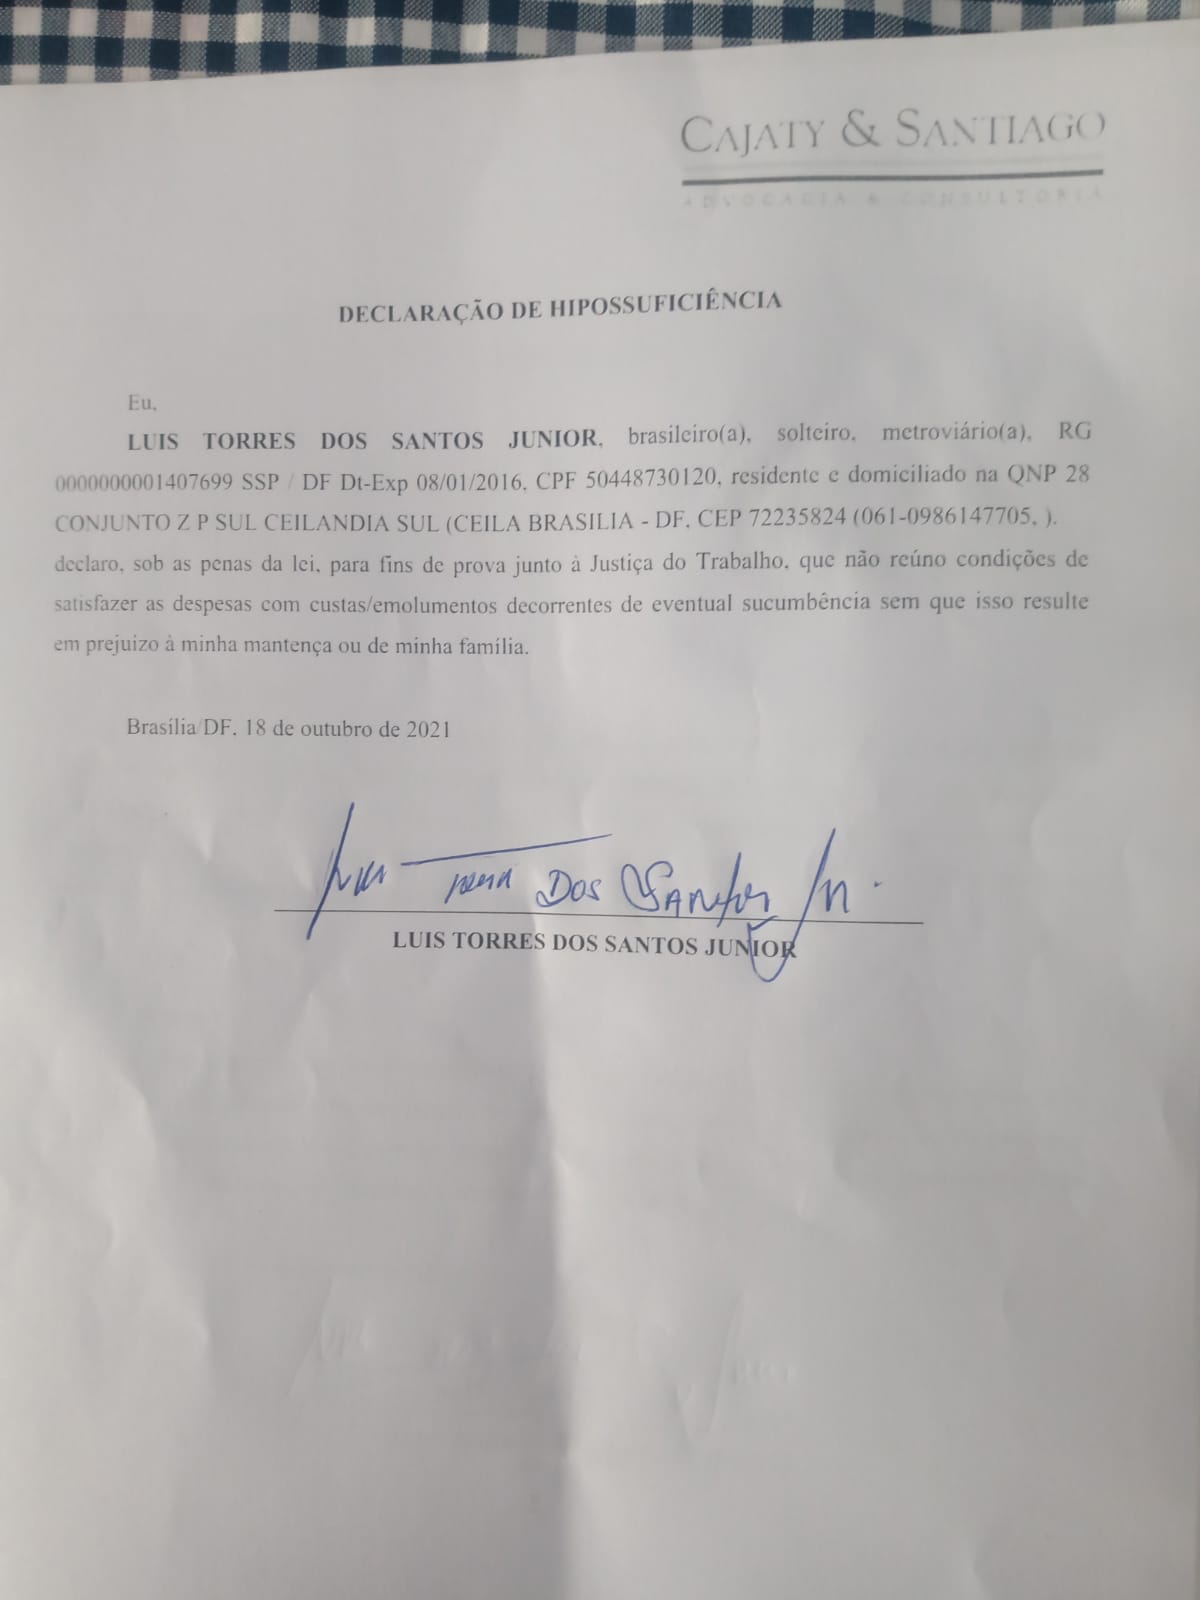 CAJATY & SANTIAGO
ADVOCACIA & CONSULTORIA
DECLARAÇÃO DE HIPOSSUFICIÊNCIA
Eu,
LUIS TORRES DOS SANTOS JUNIOR, brasileiro(a), solteiro, metroviário(a), RG
0000000001407699 SSP / DF Dt-Exp 08/01/2016, CPF 50448730120, residente e domiciliado na QNP 28
CONJUNTO Z P SUL CEILANDIA SUL (CEILA BRASILIA - DF, CEP 72235824 (061-0986147705, ).
declaro, sob as penas da lei, para fins de prova junto à Justiça do Trabalho, que não reúno condições de
satisfazer as despesas com custas/emolumentos decorrentes de eventual sucumbência sem que isso resulte
em prejuizo à minha mantença ou de minha família.
Brasília/DF, 18 de outubro de 2021
Luis Torres Dos Santos Jn.
LUIS TORRES DOS SANTOS JUNIOR